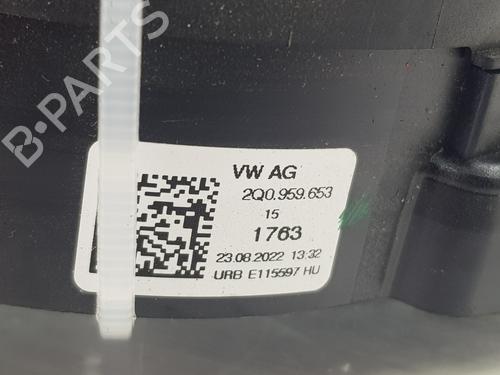 B-PARTS
VW AG
2Q0.959.653
15
1763
23.08.2022 13:32
URB E115597 HU